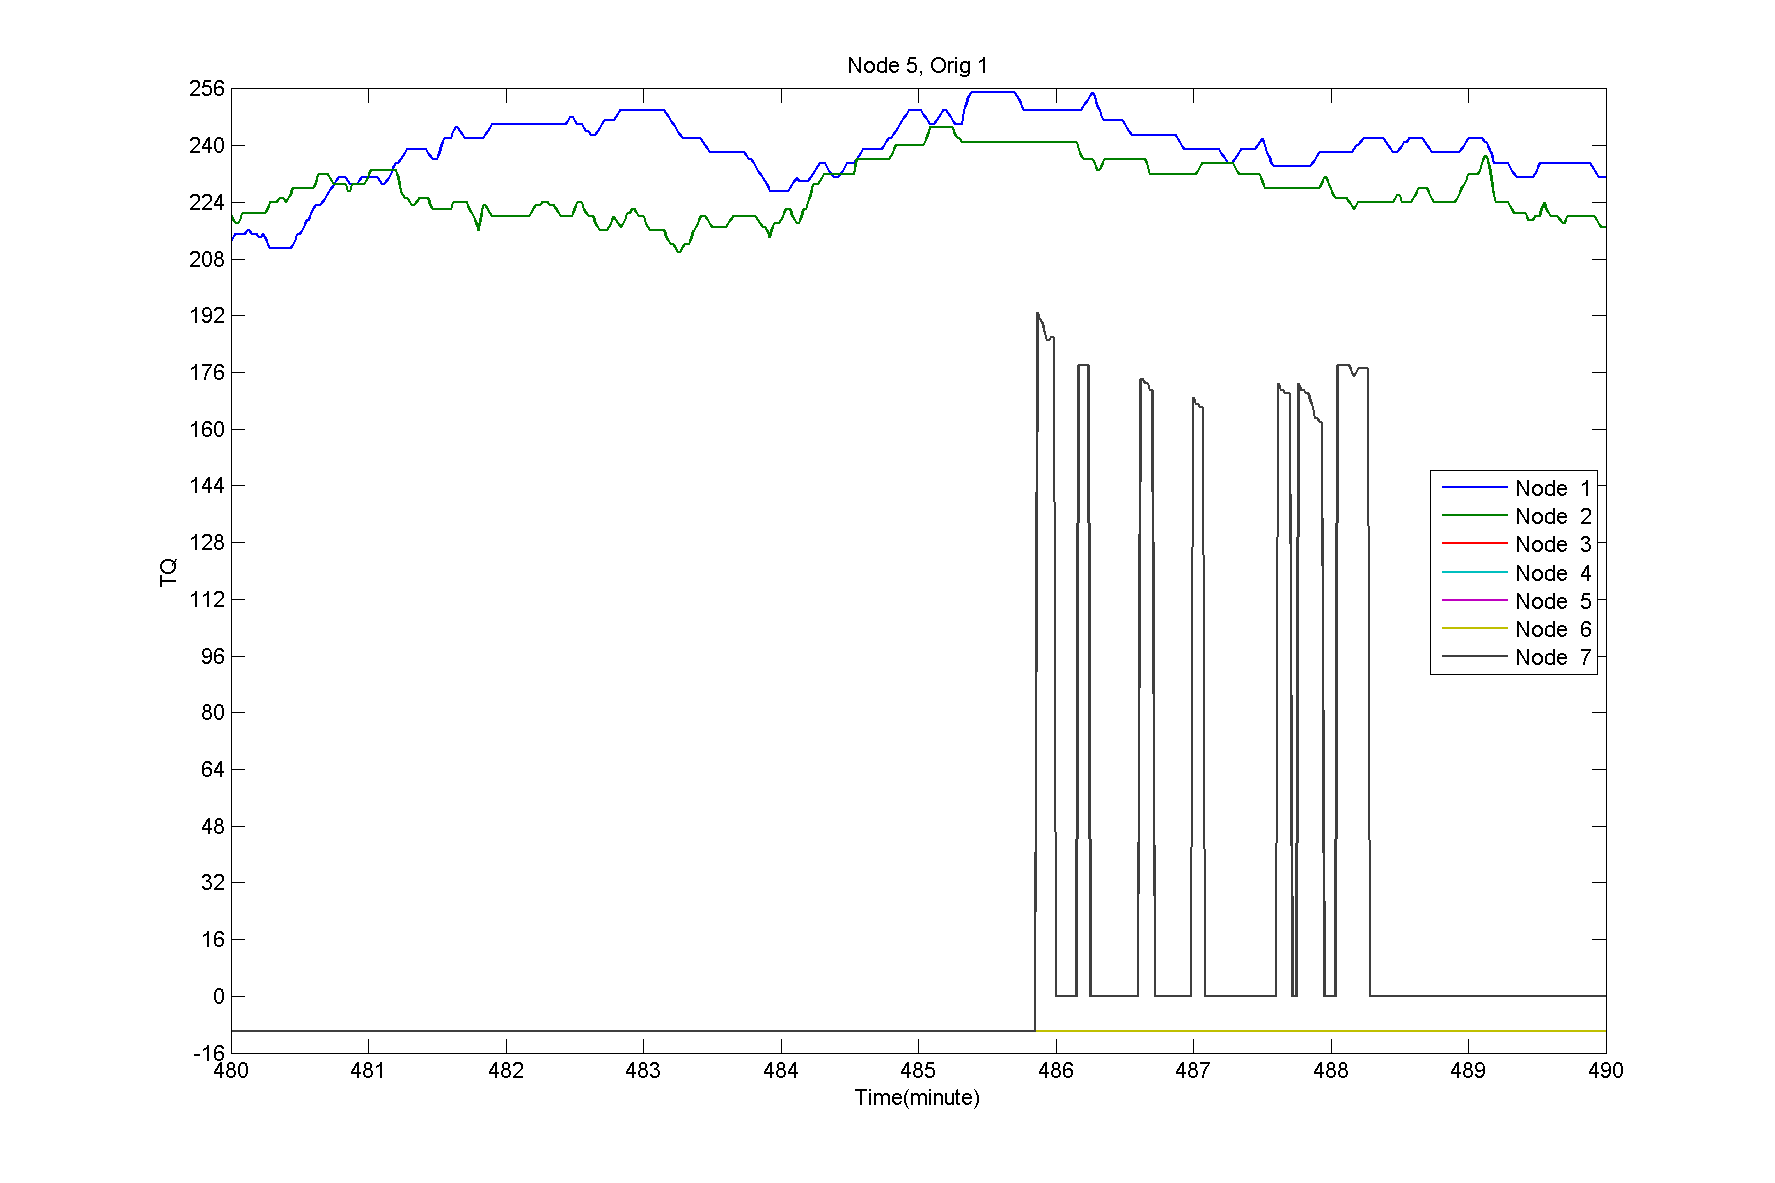 Node 5, Orig 1
256
240
224
208
192
176
160
144
128
112
96
80
64
48
32
16
0
-16
TQ
Node 1
Node 2
Node 3
Node 4
Node 5
Node 6
Node 7
480 481 482 483 484 485 486 487 488 489 490
Time(minute)